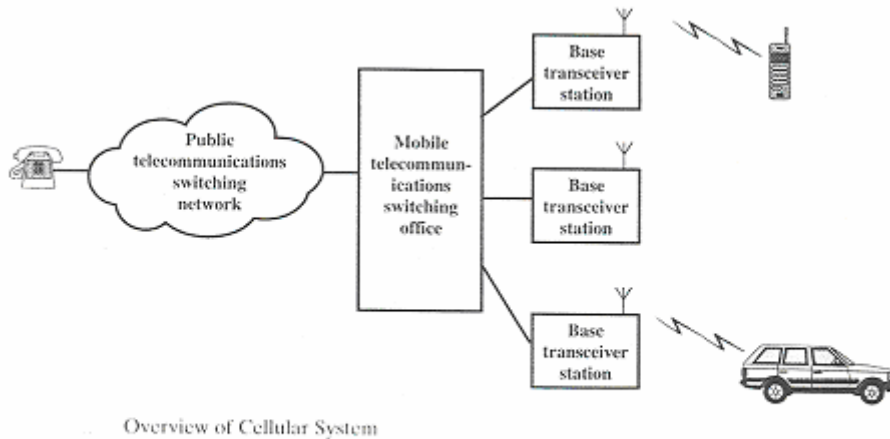 Base
transceiver
station
Public
telecommunications
switching
network
Mobile
telecommun-
ications
switching
office
Base
transceiver
station
Base
transceiver
station
Overview of Cellular System